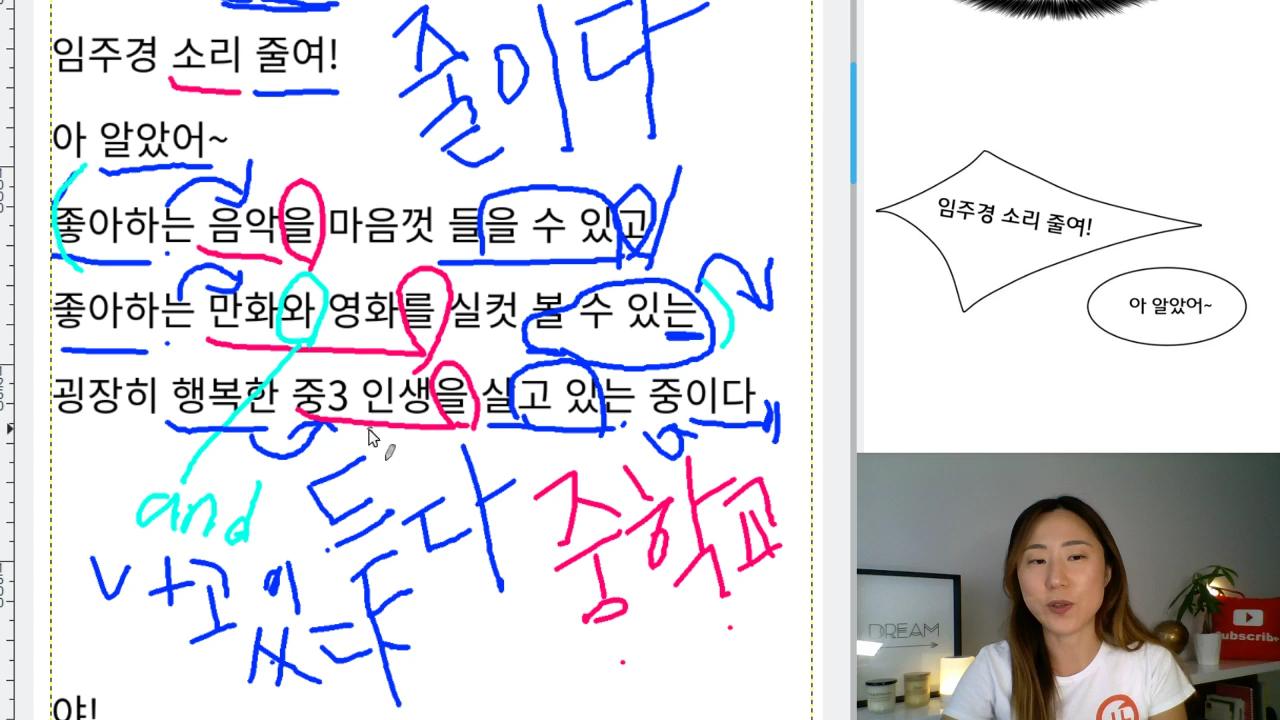 임주경 소리 줄여!
줄이다
아 알았어~
좋아하는 음악을 마음껏 들을 수 있고
좋아하는 만화와 영화를 실컷 볼 수 있는
굉장히 행복한 중3 인생을 살고 있는 중이다
and
듣다
중학교
V+고 있다
야!
임주경 소리 줄여!
아 알았어~
DREAM
Subscribe